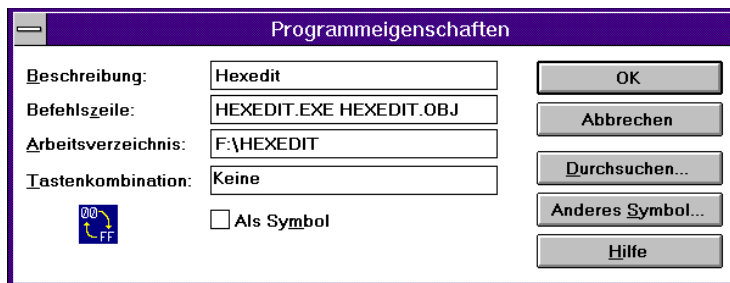 Programmeigenschaften
Beschreibung: Hexedit
Befehlszeile: HEXEDIT.EXE HEXEDIT.OBJ
Arbeitsverzeichnis: F:\HEXEDIT
Tastenkombination: Keine
00
FF
Als Symbol
OK
Abbrechen
Durchsuchen...
Anderes Symbol...
Hilfe